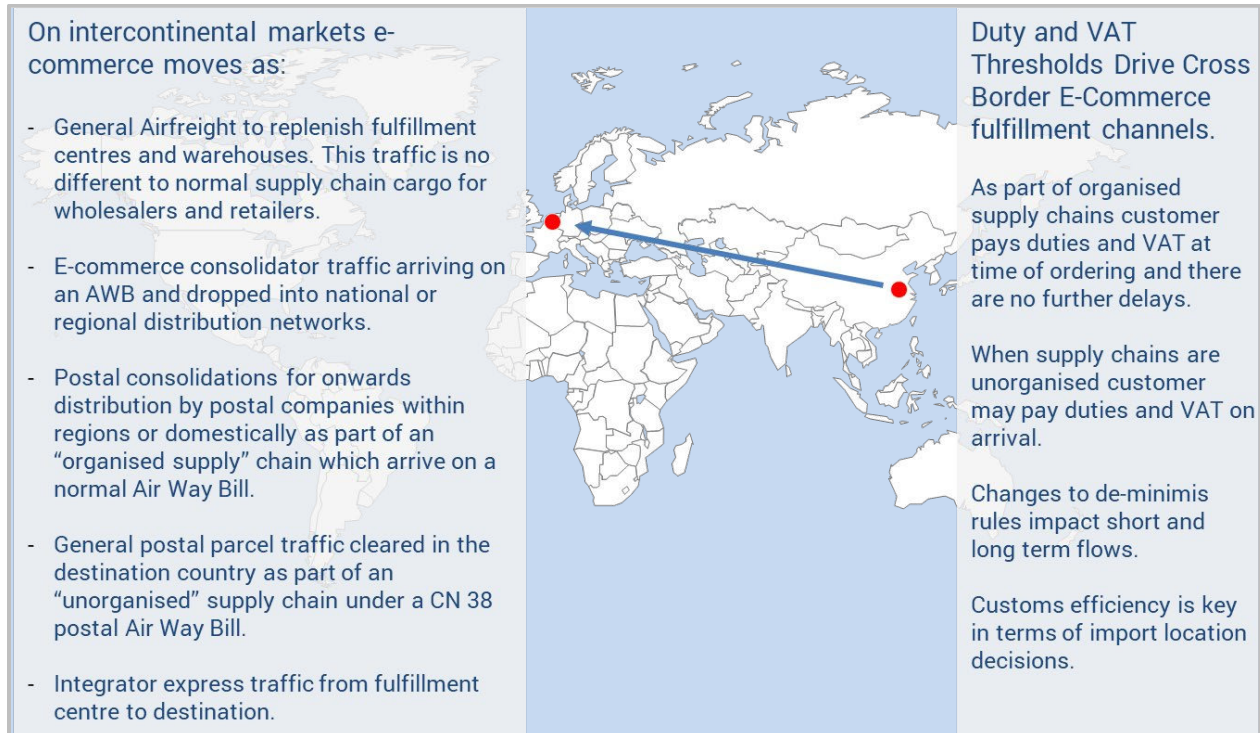 On intercontinental markets e-
commerce moves as:
- General Airfreight to replenish fulfillment
centres and warehouses. This traffic is no
different to normal supply chain cargo for
wholesalers and retailers.
- E-commerce consolidator traffic arriving on
an AWB and dropped into national or
regional distribution networks.
- Postal consolidations for onwards
distribution by postal companies within
regions or domestically as part of an
“organised supply” chain which arrive on a
normal Air Way Bill.
- General postal parcel traffic cleared in the
destination country as part of an
“unorganised” supply chain under a CN 38
postal Air Way Bill.
- Integrator express traffic from fulfillment
centre to destination.
Duty and VAT
Thresholds Drive Cross
Border E-Commerce
fulfillment channels.
As part of organised
supply chains customer
pays duties and VAT at
time of ordering and there
are no further delays.
When supply chains are
unorganised customer
may pay duties and VAT on
arrival.
Changes to de-minimis
rules impact short and
long term flows.
Customs efficiency is key
in terms of import location
decisions.